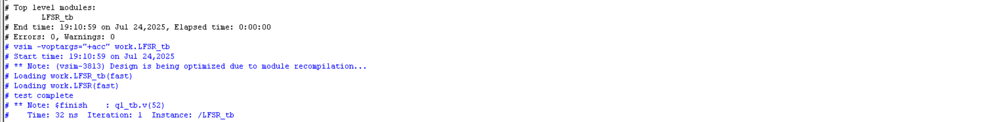 # Top level modules:
# LFSR_tb
# End time: 19:10:59 on Jul 24,2025, Elapsed time: 0:00:00
# Errors: 0, Warnings: 0
# vsim -voptargs="+acc" work.LFSR_tb
# Start time: 19:10:59 on Jul 24,2025
# ** Note: (vsim-3813) Design is being optimized due to module recompilation...
# Loading work.LFSR_tb(fast)
# Loading work.LFSR(fast)
# test complete
# ** Note: $finish    : q1_tb.v(52)
#    Time: 32 ns  Iteration: 1  Instance: /LFSR_tb